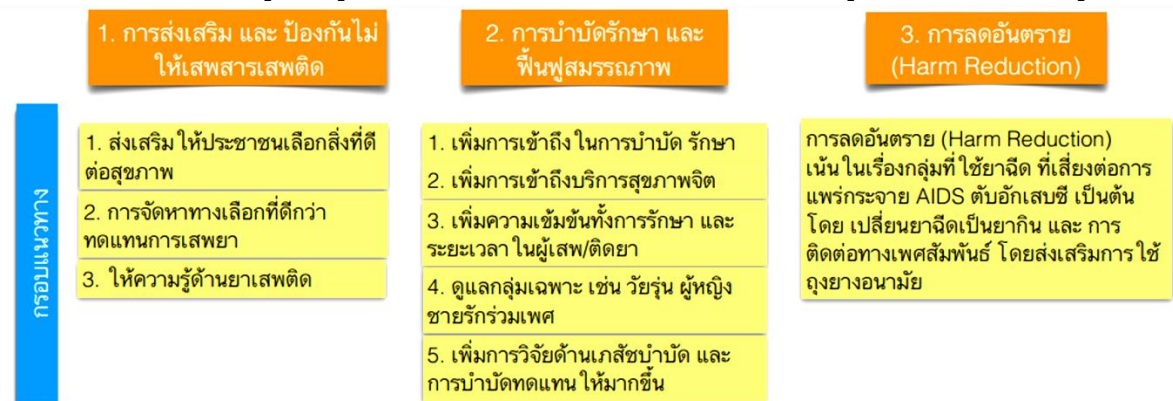 1. การส่งเสริม และ ป้องกันไม่
ให้เสพสารเสพติด
2. การบำบัดรักษา และ
ฟื้นฟูสมรรถภาพ
3. การลดอันตราย
(Harm Reduction)
กรอบแนวทาง
1. ส่งเสริม ให้ประชาชนเลือกสิ่งที่ดี
ต่อสุขภาพ
2. การจัดหาทางเลือกที่ดีกว่า
ทดแทนการเสพยา
3. ให้ความรู้ด้านยาเสพติด
1. เพิ่มการเข้าถึง ในการบำบัด รักษา
2. เพิ่มการเข้าถึงบริการสุขภาพจิต
3. เพิ่มความเข้มข้นทั้งการรักษา และ
ระยะเวลา ในผู้เสพ/ติดยา
4. ดูแลกลุ่มเฉพาะ เช่น วัยรุ่น ผู้หญิง
ชายรักร่วมเพศ
5. เพิ่มการวิจัยด้านเภสัชบำบัด และ
การบำบัดทดแทน ให้มากขึ้น
การลดอันตราย (Harm Reduction)
เน้น ในเรื่องกลุ่มที่ ใช้ยาฉีด ที่เสี่ยงต่อการ
แพร่กระจาย AIDS ตับอักเสบซี เป็นต้น
โดย เปลี่ยนยาฉีดเป็นยากิน และ การ
ติดต่อทางเพศสัมพันธ์ โดยส่งเสริมการ ใช้
ถุงยางอนามัย